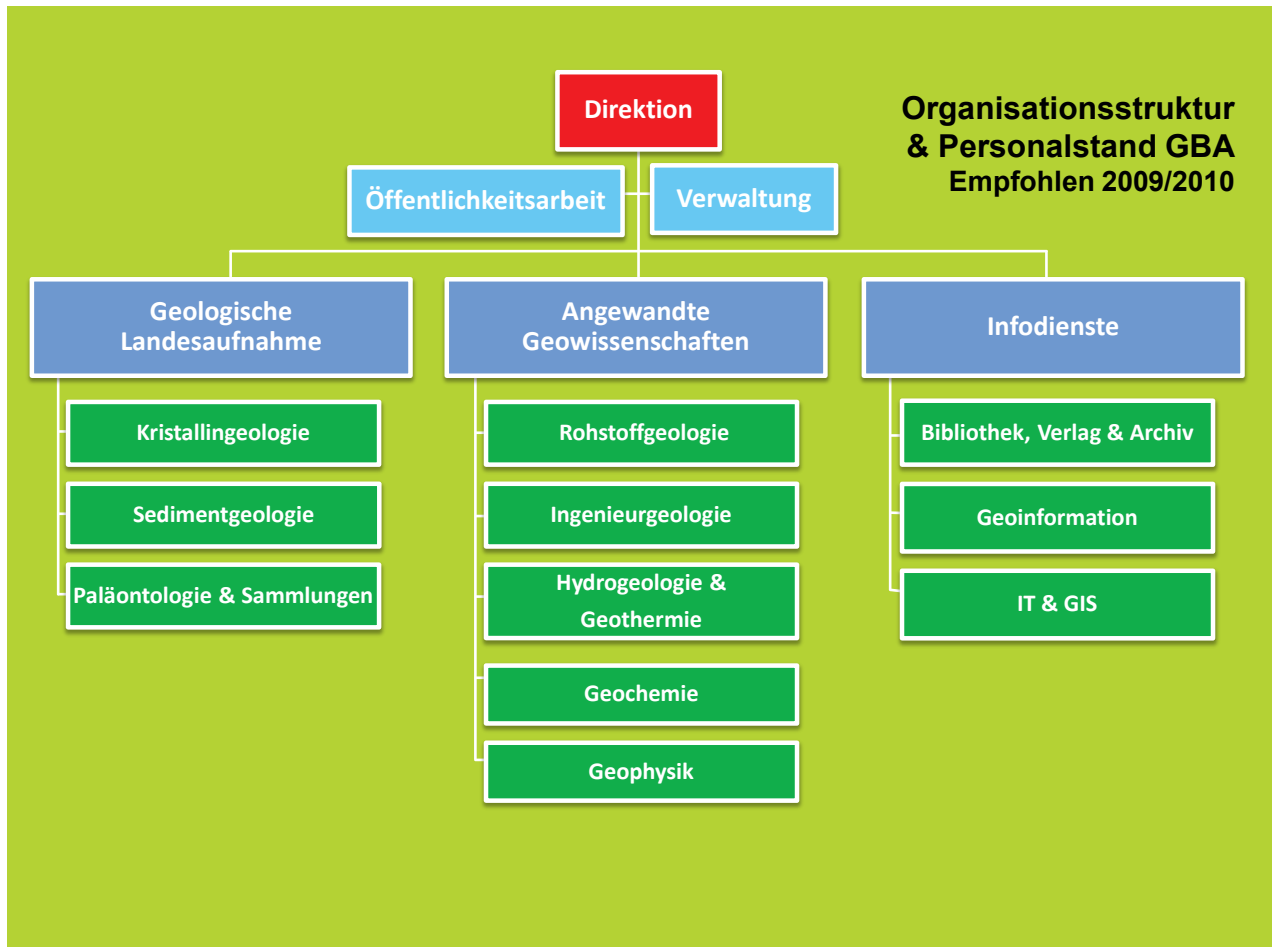 Direktion
Organisationsstruktur
& Personalstand GBA
Empfohlen 2009/2010
Öffentlichkeitsarbeit
Verwaltung
Geologische
Landesaufnahme
Kristallingeologie
Sedimentgeologie
Paläontologie & Sammlungen
Angewandte
Geowissenschaften
Rohstoffgeologie
Ingenieurgeologie
Hydrogeologie &
Geothermie
Geochemie
Geophysik
Infodienste
Bibliothek, Verlag & Archiv
Geoinformation
IT & GIS